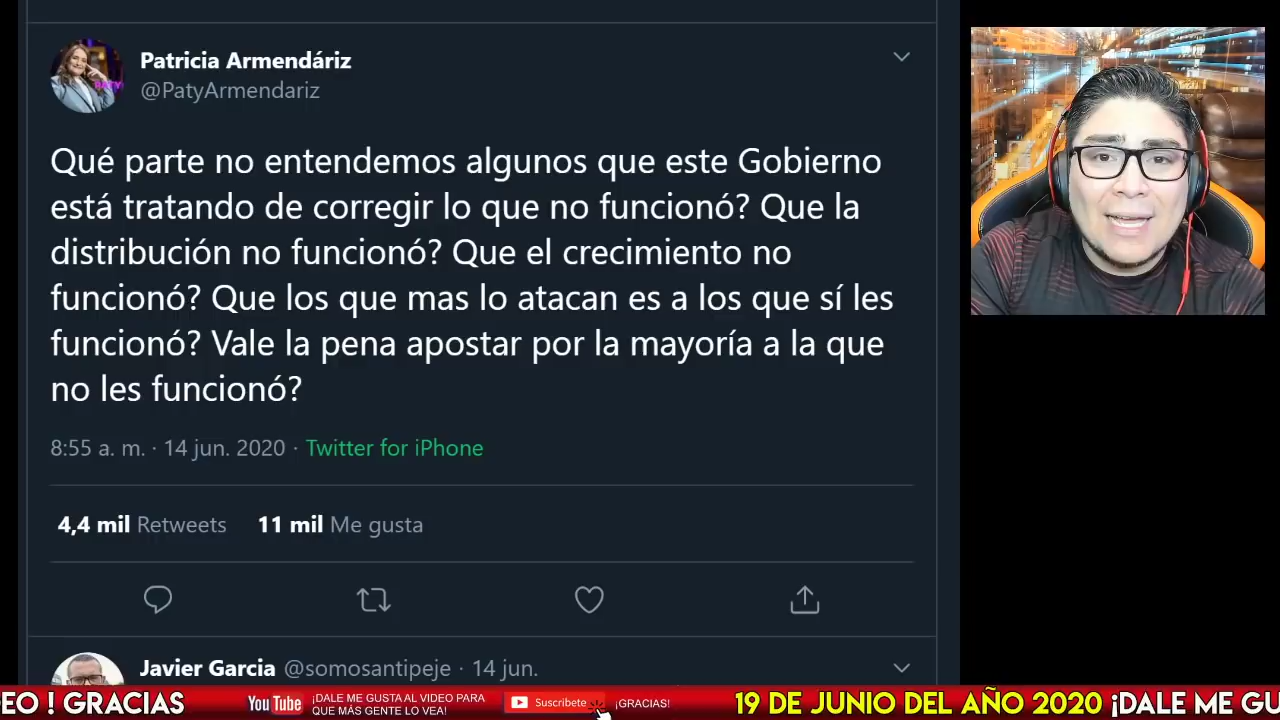 Patricia Armendáriz
@PatyArmendariz
Qué parte no entendemos algunos que este Gobierno
está tratando de corregir lo que no funcionó? Que la
distribución no funcionó? Que el crecimiento no
funcionó? Que los que mas lo atacan es a los que sí les
funcionó? Vale la pena apostar por la mayoría a la que
no les funcionó?
8:55 a. m. · 14 jun. 2020 · Twitter for iPhone
4,4 mil Retweets 11 mil Me gusta
Javier Garcia @somosantipeje · 14 jun.
EO ! GRACIAS
YouTube
¡DALE ME GUSTA AL VIDEO PARA
QUE MÁS GENTE LO VEA!
Suscribete
¡GRACIAS!
19 DE JUNIO DEL AÑO 2020 ¡DALE ME GU